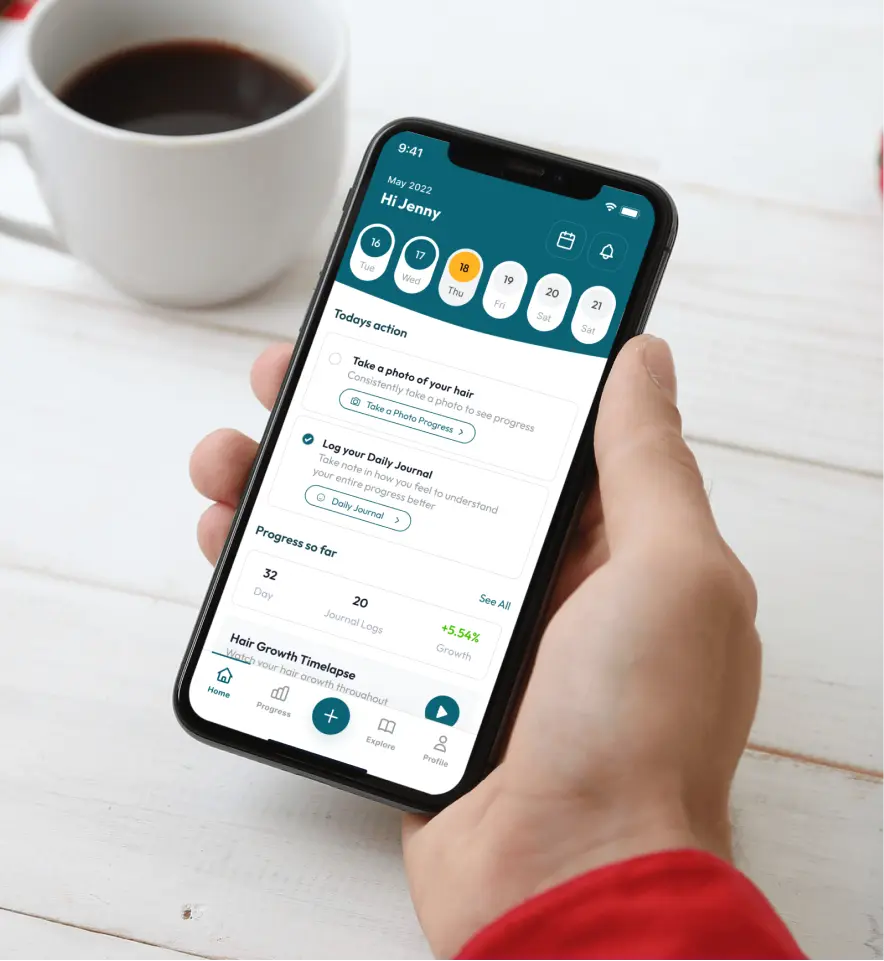 9:41
May 2022
Hi Jenny
16 17 18 19 20 21
Tue Wed Thu Fri Sat Sat
Todays action
Take a photo of your hair
Consistently take a photo to see progress
Take a Photo Progress
Log your Daily Journal
Take note in how you feel to understand
your entire progress better
Daily Journal
Progress so far
See All
32 20 +5.54%
Day Journal Logs Growth
Hair Growth Timelapse
Watch your hair growth throughout
Home Progress Explore Profile